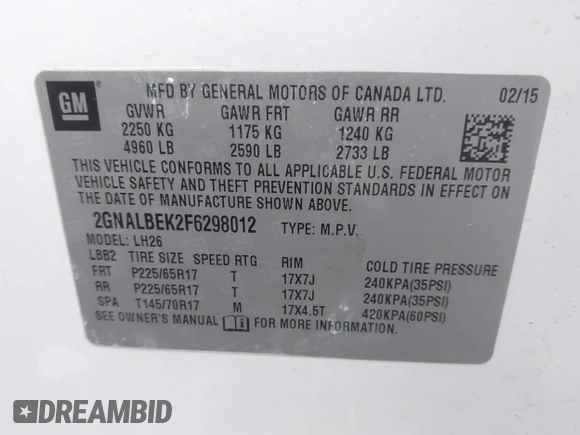 GM
MFD BY GENERAL MOTORS OF CANADA LTD. 02/15
GVWR GAWR FRT GAWR RR
2250 KG 1175 KG 1240 KG
4960 LB 2590 LB 2733 LB
THIS VEHICLE CONFORMS TO ALL APPLICABLE U.S. FEDERAL MOTOR
VEHICLE SAFETY AND THEFT PREVENTION STANDARDS IN EFFECT ON
THE DATE OF MANUFACTURE SHOWN ABOVE.
2GNALBEK2F6298012 TYPE: M.P.V.
MODEL: LH26
LBB2 TIRE SIZE SPEED RTG RIM COLD TIRE PRESSURE
FRT P225/65R17 T 17X7J 240KPA(35PSI)
RR P225/65R17 T 17X7J 240KPA(35PSI)
SPA T145/70R17 M 17X4.5T 420KPA(60PSI)
SEE OWNER'S MANUAL i FOR MORE INFORMATION.
DREAMBID